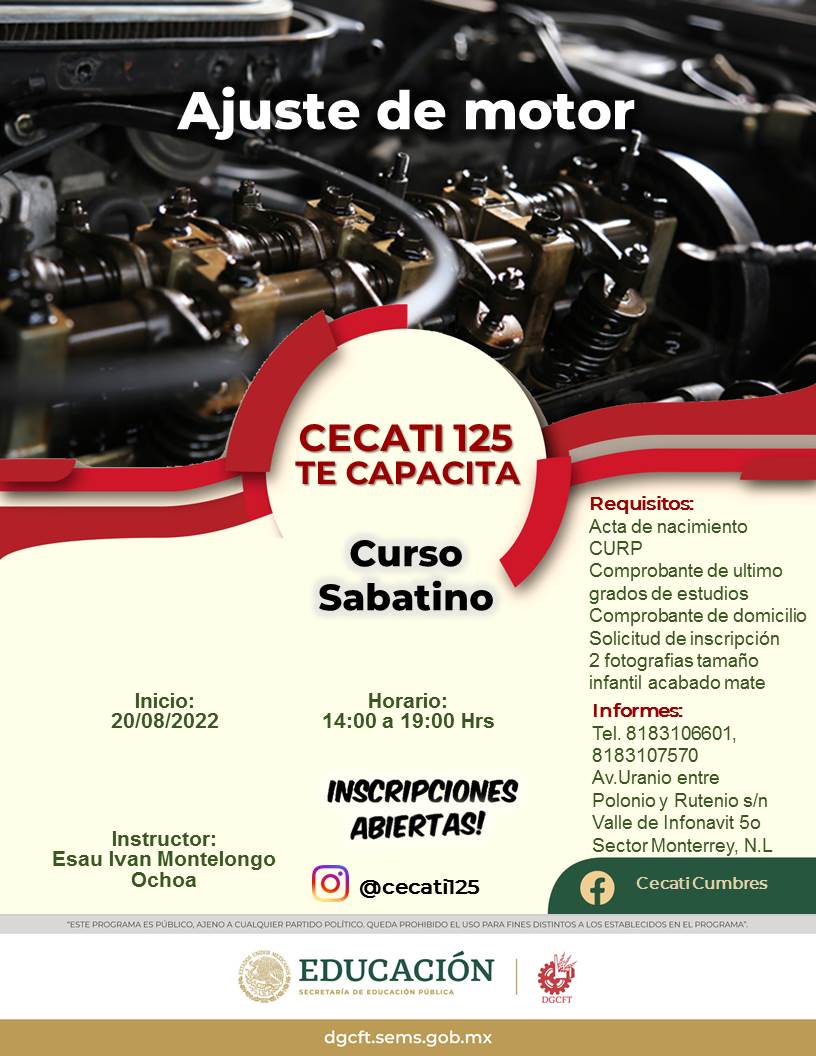 Ajuste de motor
CECATI 125
TE CAPACITA
Curso
Sabatino
Requisitos:
Acta de nacimiento
CURP
Comprobante de ultimo
grados de estudios
Comprobante de domicilio
Solicitud de inscripción
2 fotografias tamaño
infantil acabado mate
Inicio:
20/08/2022
Horario:
14:00 a 19:00 Hrs
Informes:
Tel. 8183106601,
8183107570
Av.Uranio entre
Polonio y Rutenio s/n
Valle de Infonavit 5o
Sector Monterrey, N.L
INSCRIPCIONES
ABIERTAS!
Instructor:
Esau Ivan Montelongo
Ochoa
@cecati125
Cecati Cumbres
"ESTE PROGRAMA ES PÚBLICO, AJENO A CUALQUIER PARTIDO POLÍTICO. QUEDA PROHIBIDO EL USO PARA FINES DISTINTOS A LOS ESTABLECIDOS EN EL PROGRAMA".
EDUCACIÓN
SECRETARÍA DE EDUCACIÓN PÚBLICA
DGCFT
dgcft.sems.gob.mx